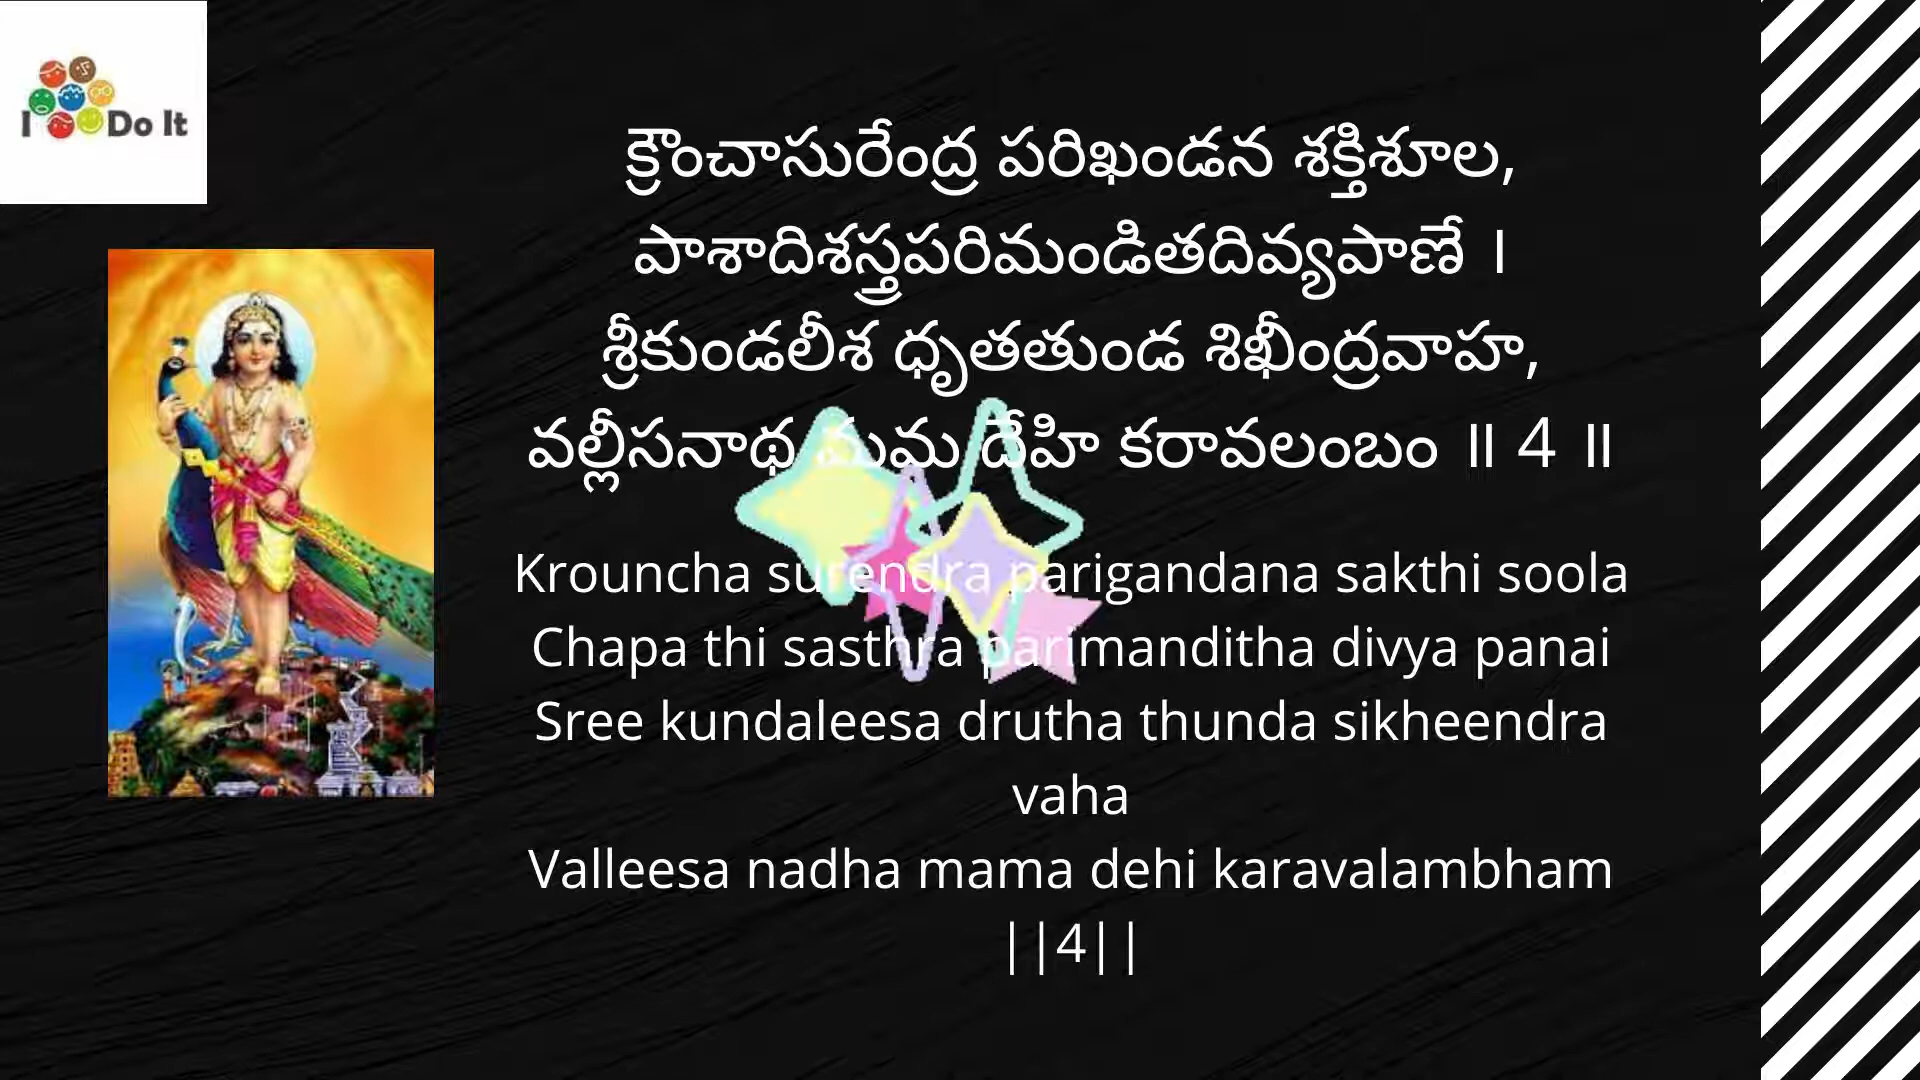 I Do It
క్రౌంచాసురేంద్ర పరిఖండన శక్తిశూల,
పాశాదిశస్త్రపరిమండితదివ్యపాణే ।
శ్రీకుండలీశ ధృతతుండ శిఖీంద్రవాహ,
వల్లీసనాథ మమ దేహి కరావలంబం ॥ 4 ॥
Krouncha surendra parigandana sakthi soola
Chapa thi sasthra parimanditha divya panai
Sree kundaleesa drutha thunda sikheendra
vaha
Valleesa nadha mama dehi karavalambham
||4||